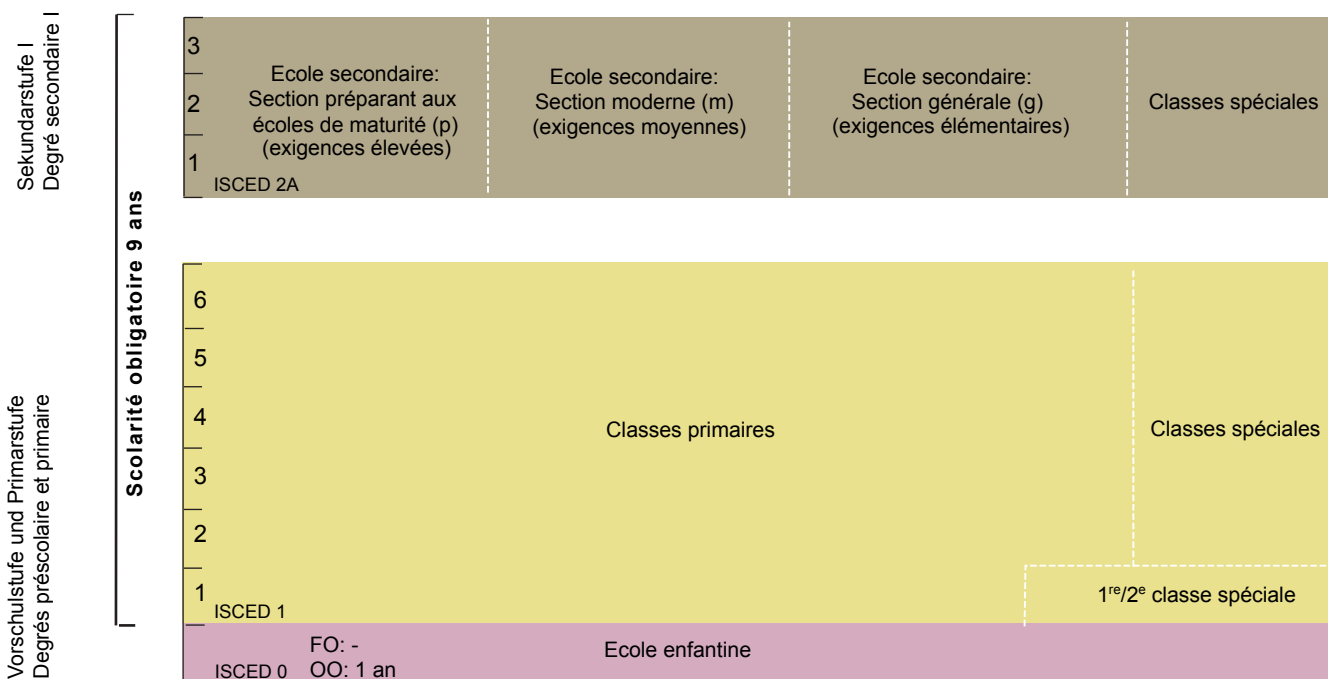 Sekundarstufe I
Degré secondaire I
Scolarité obligatoire 9 ans
Vorschulstufe und Primarstufe
Degrés préscolaire et primaire
3
2
1
ISCED 2A
Ecole secondaire:
Section préparant aux
écoles de maturité (p)
(exigences élevées)
Ecole secondaire:
Section moderne (m)
(exigences moyennes)
Ecole secondaire:
Section générale (g)
(exigences élémentaires)
Classes spéciales
6
5
4
3
2
1
ISCED 1
Classes primaires
Classes spéciales
1re/2e classe spéciale
ISCED 0
FO: -
OO: 1 an
Ecole enfantine